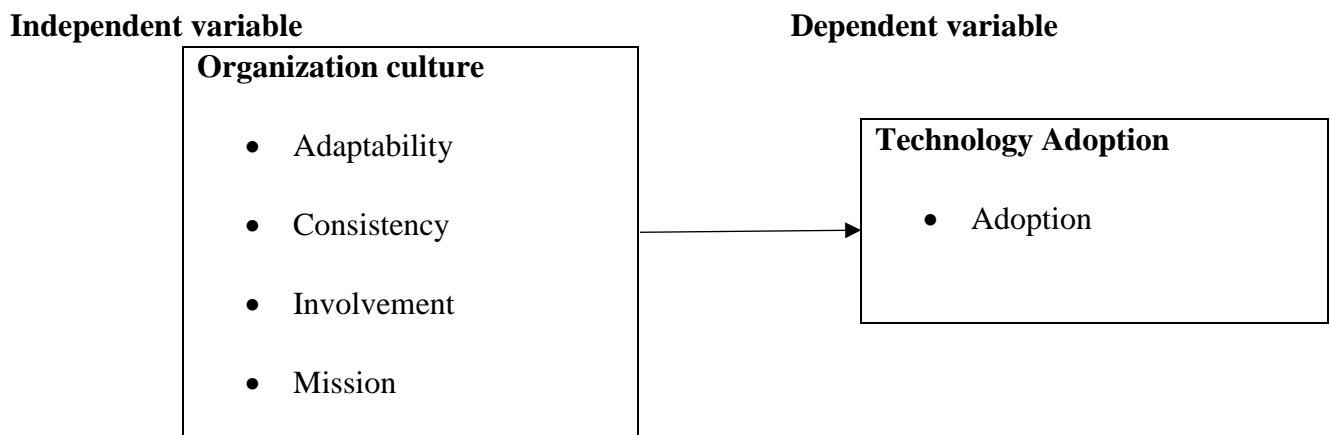 Independent variable
Dependent variable
Organization culture
• Adaptability
• Consistency
• Involvement
• Mission
Technology Adoption
• Adoption